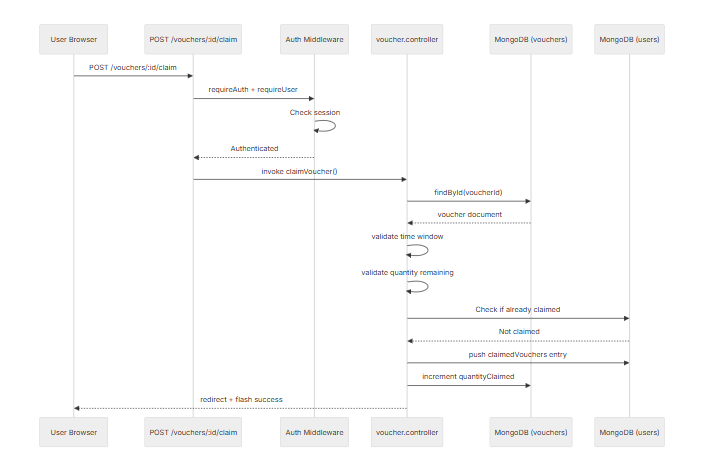 User Browser
POST /vouchers/:id/claim
Auth Middleware
voucher.controller
MongoDB (vouchers)
MongoDB (users)
POST /vouchers/:id/claim
requireAuth + requireUser
Check session
Authenticated
invoke claimVoucher()
findById(voucherId)
voucher document
validate time window
validate quantity remaining
Check if already claimed
Not claimed
push claimedVouchers entry
increment quantityClaimed
redirect + flash success
User Browser
POST /vouchers/:id/claim
Auth Middleware
voucher.controller
MongoDB (vouchers)
MongoDB (users)